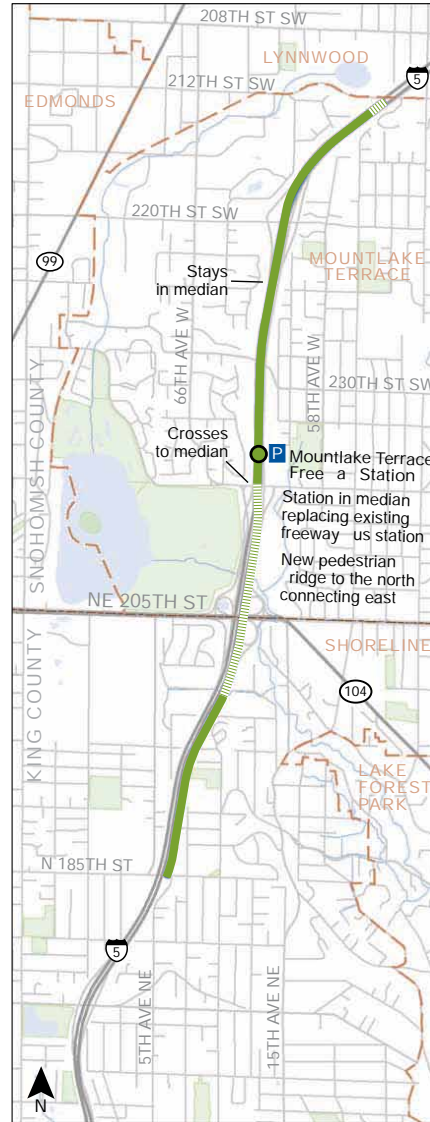 208TH ST SW
LYNNWOOD
5
212TH ST SW
EDMONDS
220TH ST SW
99
MOUNTLAKE
TERRACE
Stays
in median
66TH AVE W
58TH AVE W
230TH ST SW
Crosses
to median
P
Mountlake Terrace
Free a Station
Station in median
replacing existing
freeway us station
New pedestrian
ridge to the north
connecting east
SNOHOMISH COUNTY
NE 205TH ST
SHORELINE
KING COUNTY
104
LAKE
FOREST
PARK
N 185TH ST
5
5TH AVE NE
15TH AVE NE
N